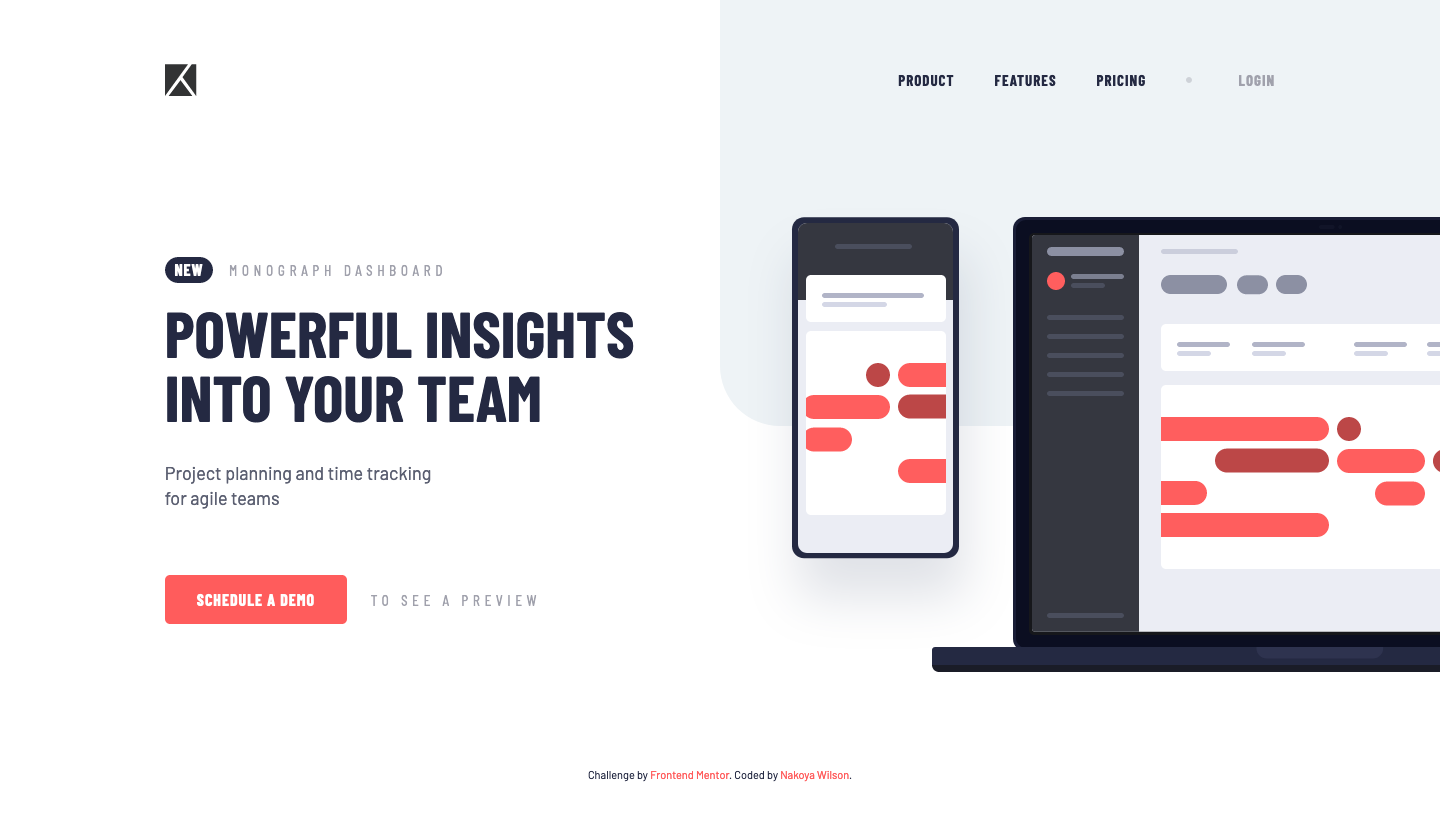 PRODUCT FEATURES PRICING LOGIN
NEW MONOGRAPH DASHBOARD
POWERFUL INSIGHTS
INTO YOUR TEAM
Project planning and time tracking
for agile teams
SCHEDULE A DEMO TO SEE A PREVIEW
Challenge by Frontend Mentor. Coded by Nakoya Wilson.